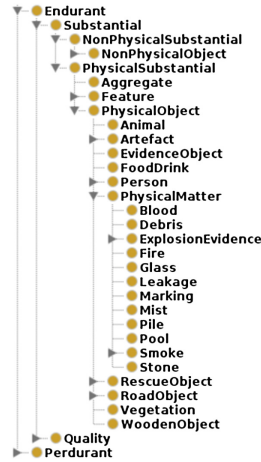 Endurant
Substantial
NonPhysicalSubstantial
NonPhysicalObject
PhysicalSubstantial
Aggregate
Feature
PhysicalObject
Animal
Artefact
EvidenceObject
FoodDrink
Person
PhysicalMatter
Blood
Debris
ExplosionEvidence
Fire
Glass
Leakage
Marking
Mist
Pile
Pool
Smoke
Stone
RescueObject
RoadObject
Vegetation
WoodenObject
Quality
Perdurant